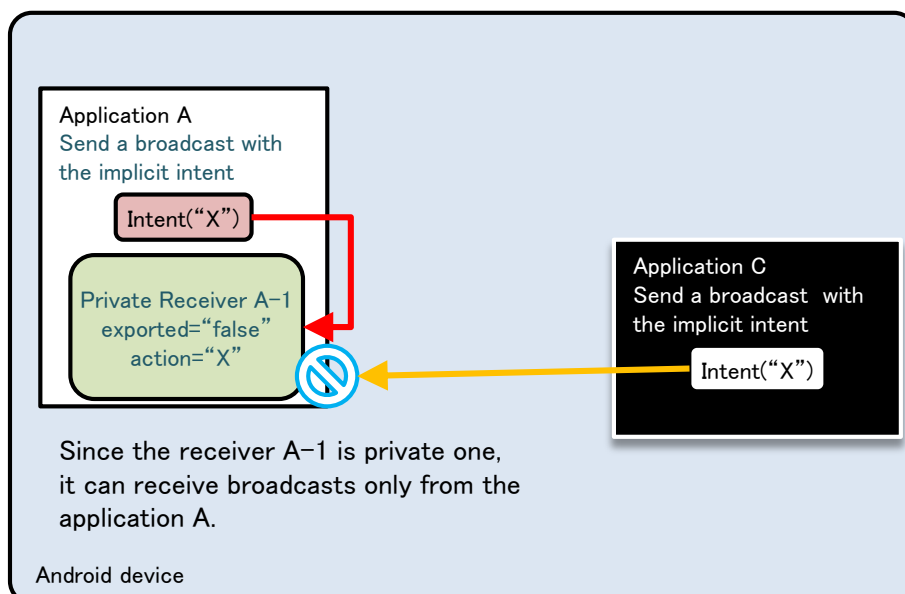 Application A
Send a broadcast with
the implicit intent
Intent(“X”)
Private Receiver A-1
exported=“false”
action=“X”
Application C
Send a broadcast  with
the implicit intent
Intent(“X”)
Since the receiver A-1 is private one,
it can receive broadcasts only from the
application A.
Android device